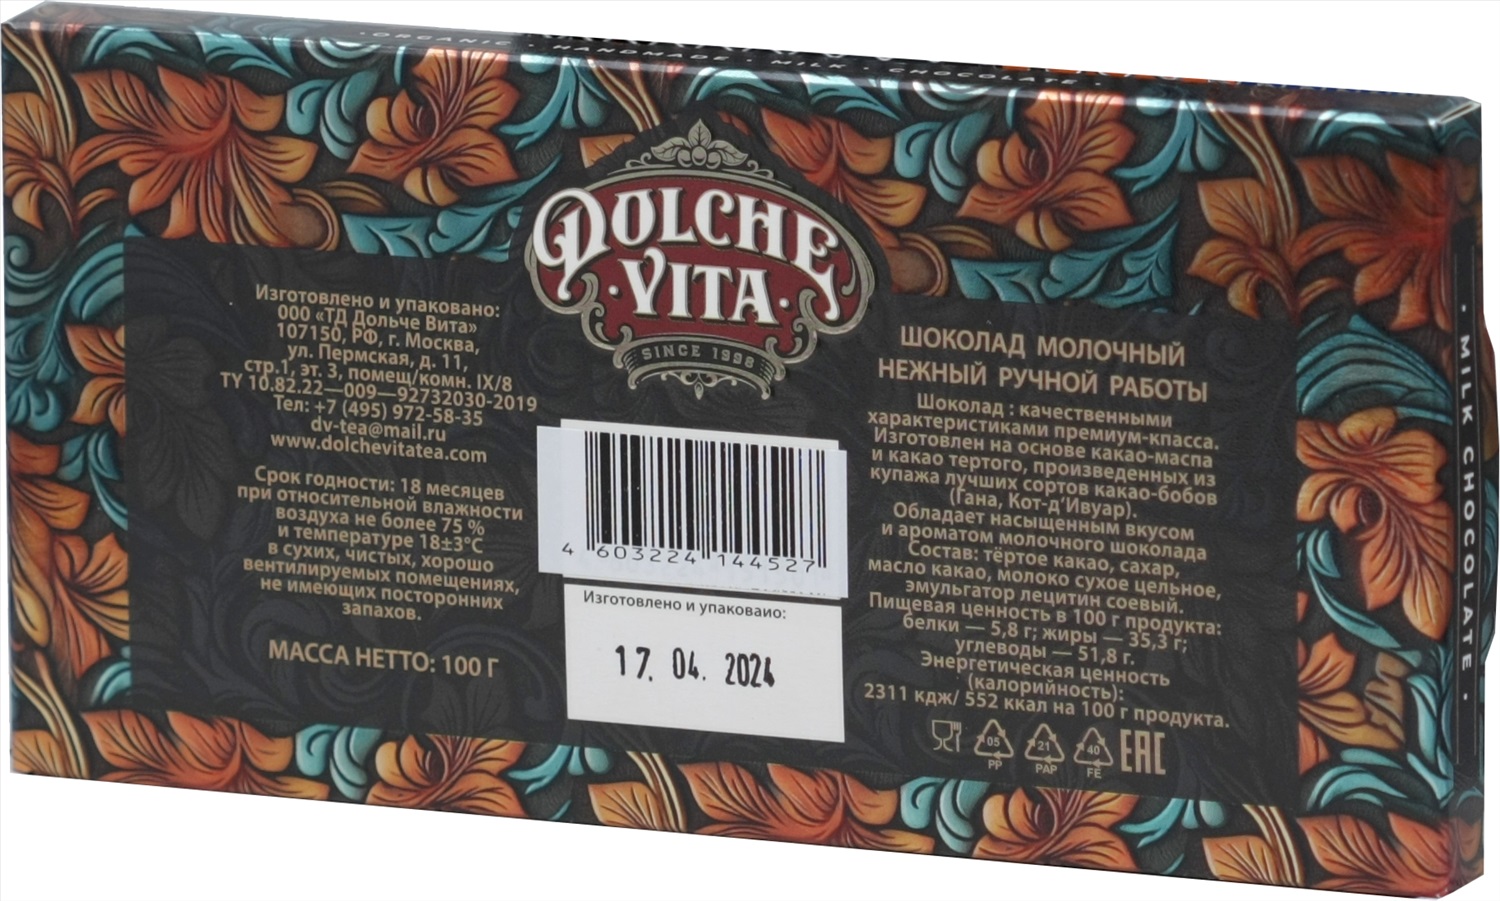 · ORGANIC · HANDMADE · MILK · CHOCOLATE ·
DOLCHE
· VITA ·
SINCE 1998
Изготовлено и упаковано:
ООО «ТД Дольче Вита»
107150, РФ, г. Москва,
ул. Пермская, д. 11,
стр.1, эт. 3, помещ/комн. IX/8
ТУ 10.82.22—009—92732030-2019
Тел: +7 (495) 972-58-35
dv-tea@mail.ru
www.dolchevitatea.com
Срок годности: 18 месяцев
при относительной влажности
воздуха не более 75 %
и температуре 18±3°C
в сухих, чистых, хорошо
вентилируемых помещениях,
не имеющих посторонних
запахов.
МАССА НЕТТО: 100 Г
4 603224 144527
Изготовлено и упаковаио:
17. 04. 2024
ШОКОЛАД МОЛОЧНЫЙ
НЕЖНЫЙ РУЧНОЙ РАБОТЫ
Шоколад : качественными
характеристиками премиум-кпасса.
Изготовлен на основе какао-маспа
и какао тертого, произведенных из
купажа лучших сортов какао-бобов
(Гана, Кот-д'Ивуар).
Обладает насыщенным вкусом
и ароматом молочного шоколада
Состав: тёртое какао, сахар,
масло какао, молоко сухое цельное,
эмульгатор лецитин соевый.
Пищевая ценность в 100 г продукта:
белки — 5,8 г; жиры — 35,3 г;
углеводы — 51,8 г.
Энергетическая ценность
(калорийность):
2311 кдж/ 552 ккал на 100 г продукта.
05 21 40 EAC
PP PAP FE
· MILK CHOCOLATE ·